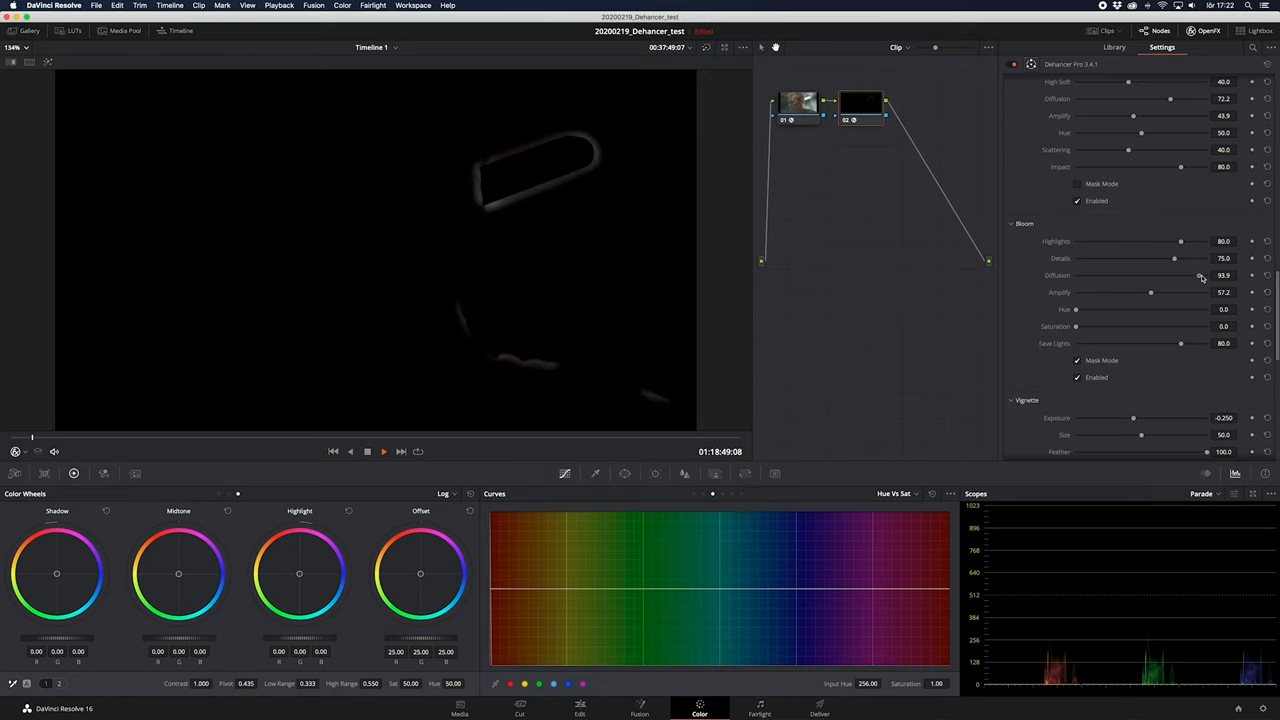 DaVinci Resolve File Edit Trim Timeline Clip Mark View Playback Fusion Color Fairlight Workspace Help lör 17:22
20200219_Dehancer_test
Gallery LUTs Media Pool Timeline 20200219_Dehancer_test Edited Clips Nodes OpenFX Lightbox
134% Timeline 1 00:37:49:07 Clip Library Settings
Dehancer Pro 3.4.1
High Soft 40.0
Diffusion 72.2
Amplify 43.9
Hue 50.0
Scattering 40.0
Impact 80.0
Mask Mode
Enabled
Bloom
Highlights 80.0
Details 75.0
Diffusion 93.9
Amplify 57.2
Hue 0.0
Saturation 0.0
Save Lights 80.0
Mask Mode
Enabled
Vignette
Exposure -0.250
Size 50.0
Feather 100.0
01
02
01:18:49:08
Color Wheels Log Curves Hue Vs Sat Scopes Parade
Shadow Midtone Highlight Offset
0.00 0.00 0.00 0.00 0.00 0.00 0.00 0.00 0.00 25.00 25.00 25.00
R G B R G B R G B R G B
A 1 2 Contrast 1.000 Pivot 0.435 Low Range 0.333 High Range 0.550 Sat 50.00 Hue 50.00 Input Hue 256.00 Saturation 1.00
1023
896
768
640
512
384
256
128
0
DaVinci Resolve 16 Media Cut Edit Fusion Color Fairlight Deliver